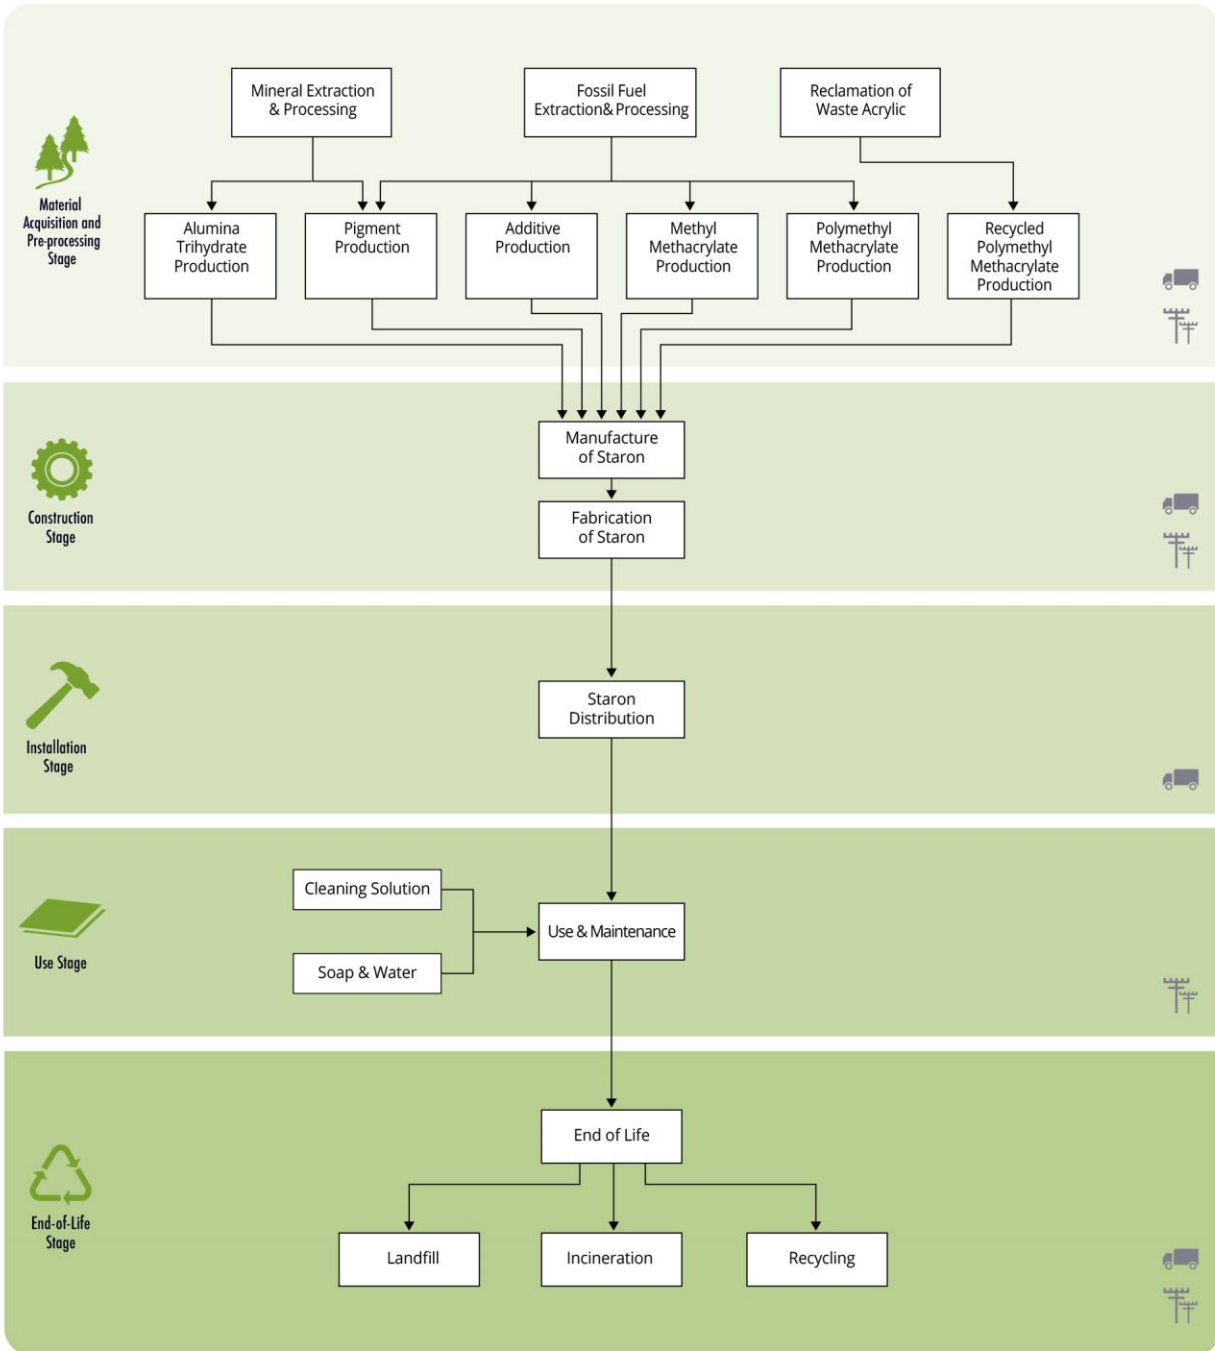 Mineral Extraction
& Processing
Fossil Fuel
Extraction& Processing
Reclamation of
Waste Acrylic
Material
Acquisition and
Pre-processing
Stage
Alumina
Trihydrate
Production
Pigment
Production
Additive
Production
Methyl
Methacrylate
Production
Polymethyl
Methacrylate
Production
Recycled
Polymethyl
Methacrylate
Production
Construction
Stage
Manufacture
of Staron
Fabrication
of Staron
Installation
Stage
Staron
Distribution
Use Stage
Cleaning Solution
Soap & Water
Use & Maintenance
End-of-Life
Stage
End of Life
Landfill
Incineration
Recycling